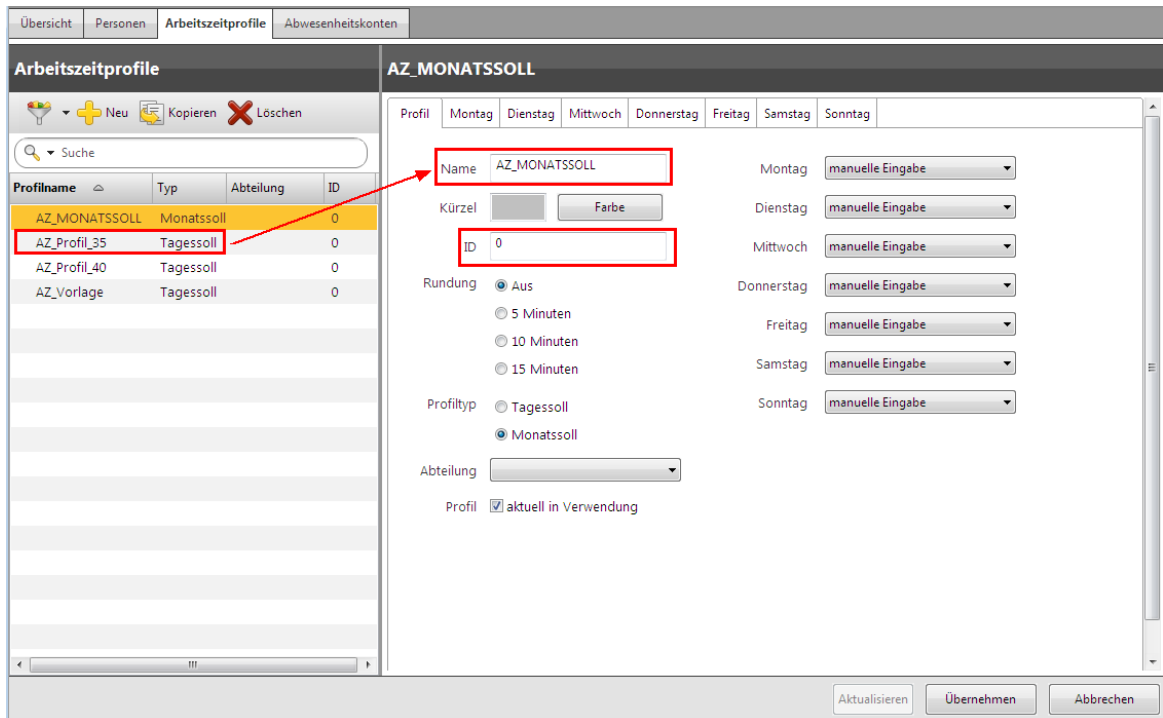 Übersicht Personen Arbeitszeitprofile Abwesenheitskonten
Arbeitszeitprofile
Neu Kopieren Löschen
Suche
Profilname Typ Abteilung ID
AZ_MONATSSOLL Monatssoll 0
AZ_Profil_35 Tagessoll 0
AZ_Profil_40 Tagessoll 0
AZ_Vorlage Tagessoll 0
AZ_MONATSSOLL
Profil Montag Dienstag Mittwoch Donnerstag Freitag Samstag Sonntag
Name AZ_MONATSSOLL
Kürzel Farbe
ID 0
Rundung Aus
5 Minuten
10 Minuten
15 Minuten
Profiltyp Tagessoll
Monatssoll
Abteilung
Profil aktuell in Verwendung
Montag manuelle Eingabe
Dienstag manuelle Eingabe
Mittwoch manuelle Eingabe
Donnerstag manuelle Eingabe
Freitag manuelle Eingabe
Samstag manuelle Eingabe
Sonntag manuelle Eingabe
Aktualisieren Übernehmen Abbrechen